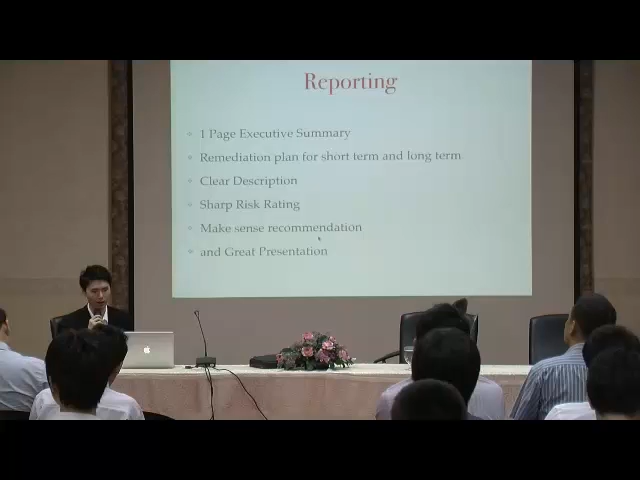 Reporting
1 Page Executive Summary
Remediation plan for short term and long term
Clear Description
Sharp Risk Rating
Make sense recommendation
and Great Presentation